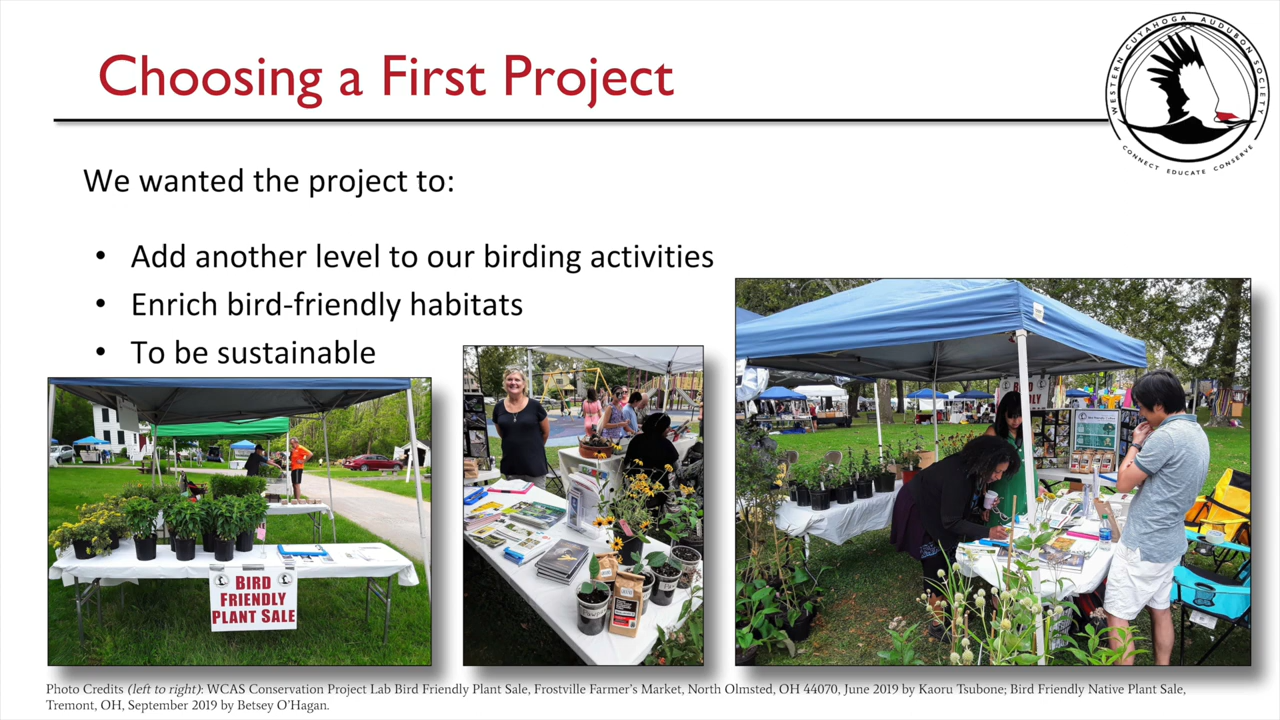 Choosing a First Project
WESTERN CUYAHOGA AUDUBON SOCIETY
CONNECT EDUCATE CONSERVE
We wanted the project to:
• Add another level to our birding activities
• Enrich bird-friendly habitats
• To be sustainable
BIRD
FRIENDLY
PLANT SALE
BIRD
Photo Credits (left to right): WCAS Conservation Project Lab Bird Friendly Plant Sale, Frostville Farmer’s Market, North Olmsted, OH 44070, June 2019 by Kaoru Tsubone; Bird Friendly Native Plant Sale,
Tremont, OH, September 2019 by Betsey O’Hagan.